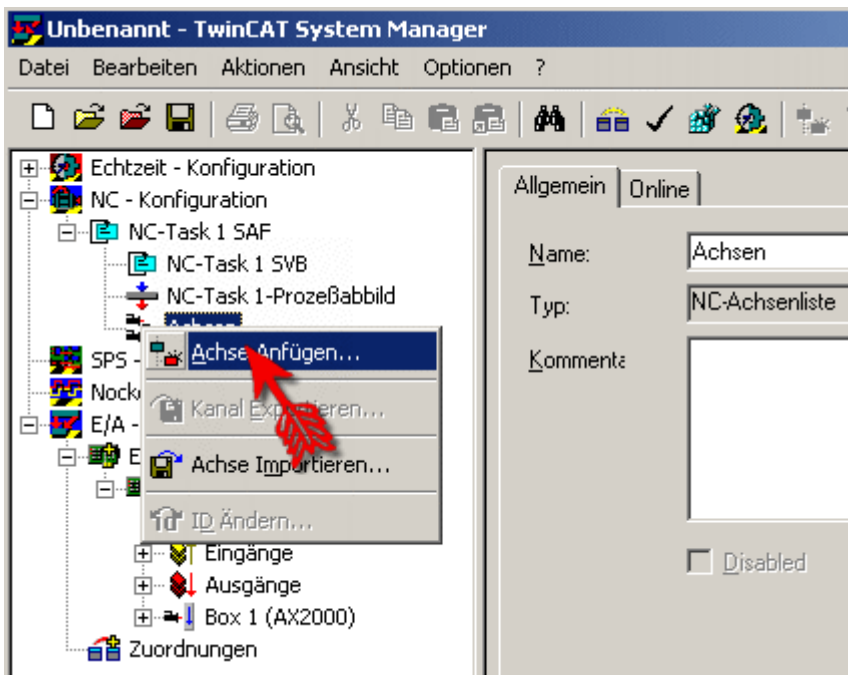 Unbenannt - TwinCAT System Manager
Datei Bearbeiten Aktionen Ansicht Optionen ?
Echtzeit - Konfiguration
NC - Konfiguration
NC-Task 1 SAF
NC-Task 1 SVB
NC-Task 1-Prozeßabbild
Achsen
SPS -
E/A -
E
Achse Anfügen...
Kanal Exportieren...
Achse Importieren...
ID Ändern...
Eingänge
Ausgänge
Box 1 (AX2000)
Zuordnungen
Allgemein Online
Name: Achsen
Typ: NC-Achsenliste
Kommenta
Disabled